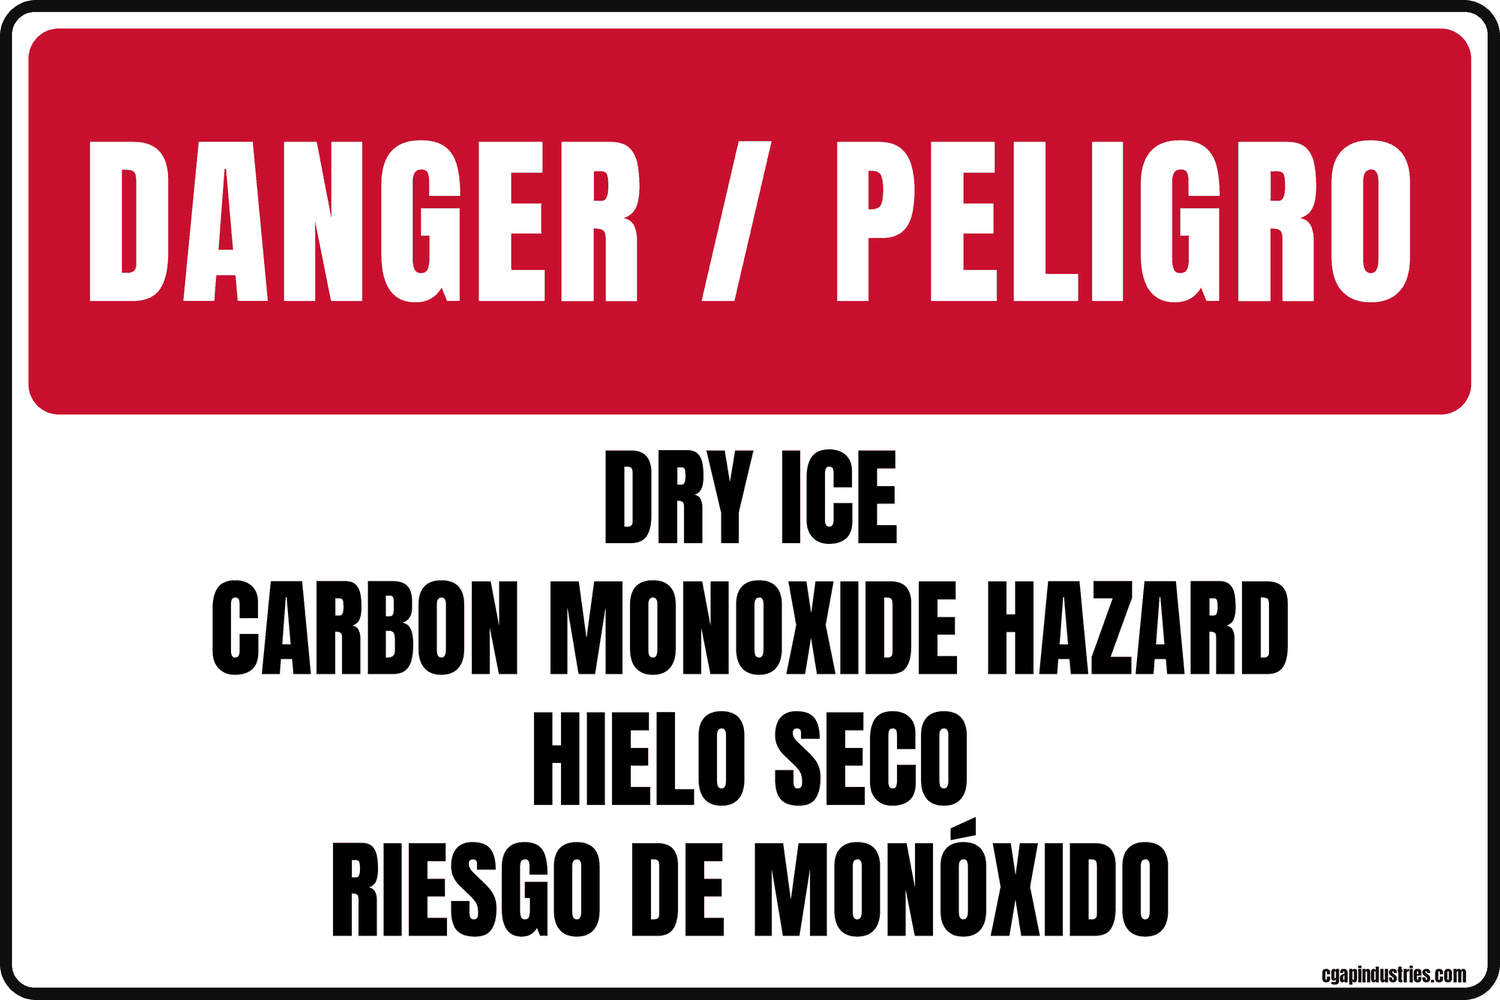 DANGER / PELIGRO
DRY ICE
CARBON MONOXIDE HAZARD
HIELO SECO
RIESGO DE MONÓXIDO
cgapindustries.com